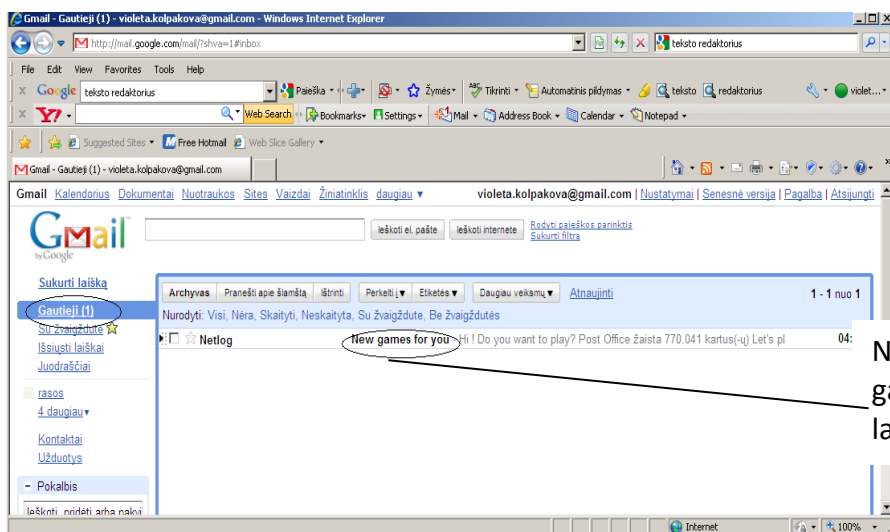 Gmail - Gautieji (1) - violeta.kolpakova@gmail.com - Windows Internet Explorer
http://mail.google.com/mail/?shva=1#inbox
teksto redaktorius
File Edit View Favorites Tools Help
x Google teksto redaktorius Paieška Žymės Tikrinti Automatinis pildymas teksto redaktorius violet...
x Y! Web Search Bookmarks Settings Mail Address Book Calendar Notepad
Suggested Sites Free Hotmail Web Slice Gallery
Gmail - Gautieji (1) - violeta.kolpakova@gmail.com
Gmail Kalendorius Dokumentai Nuotraukos Sites Vaizdai Žiniatinklis daugiau ▼ violeta.kolpakova@gmail.com | Nustatymai | Senesnė versija | Pagalba | Atsijungti
Gmail
by Google
Ieškoti el. pašte Ieškoti internete Rodyti paieškos parinktis
Sukurti filtrą
Sukurti laišką
Archyvas Pranešti apie šlamštą Ištrinti Perkelti į ▼ Etiketės ▼ Daugiau veiksmų ▼ Atnaujinti 1 - 1 nuo 1
Gautieji (1)
Nurodyti: Visi, Nėra, Skaityti, Neskaityta, Su žvaigždute, Be žvaigždutės
Su žvaigždute
Netlog New games for you - Hi ! Do you want to play? Post Office žaista 770.041 kartus(-ų) Let's pl 04:
Išsiųsti laiškai
Juodraščiai
rasos
4 daugiau ▼
Kontaktai
Užduotys
- Pokalbis
Ieškoti, pridėti arba pakvi
Internet 100%